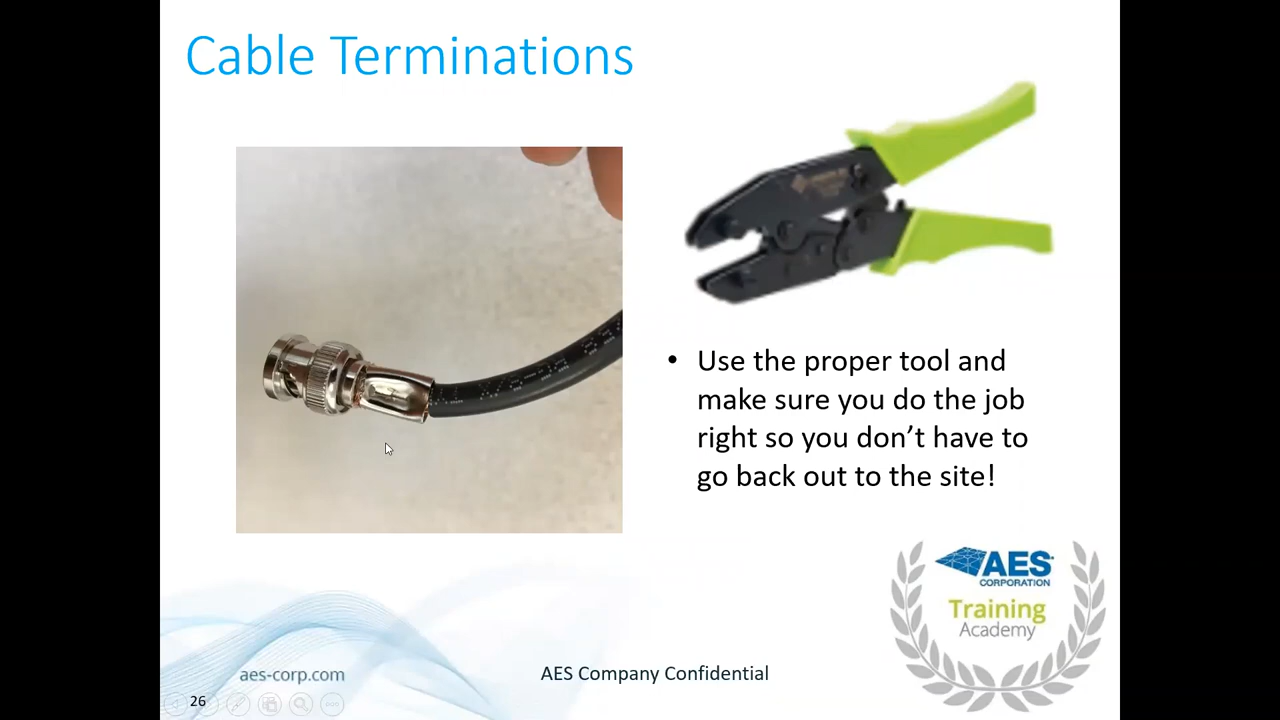 Cable Terminations
• Use the proper tool and
make sure you do the job
right so you don’t have to
go back out to the site!
AES
CORPORATION
Training
Academy
aes-corp.com
AES Company Confidential
26